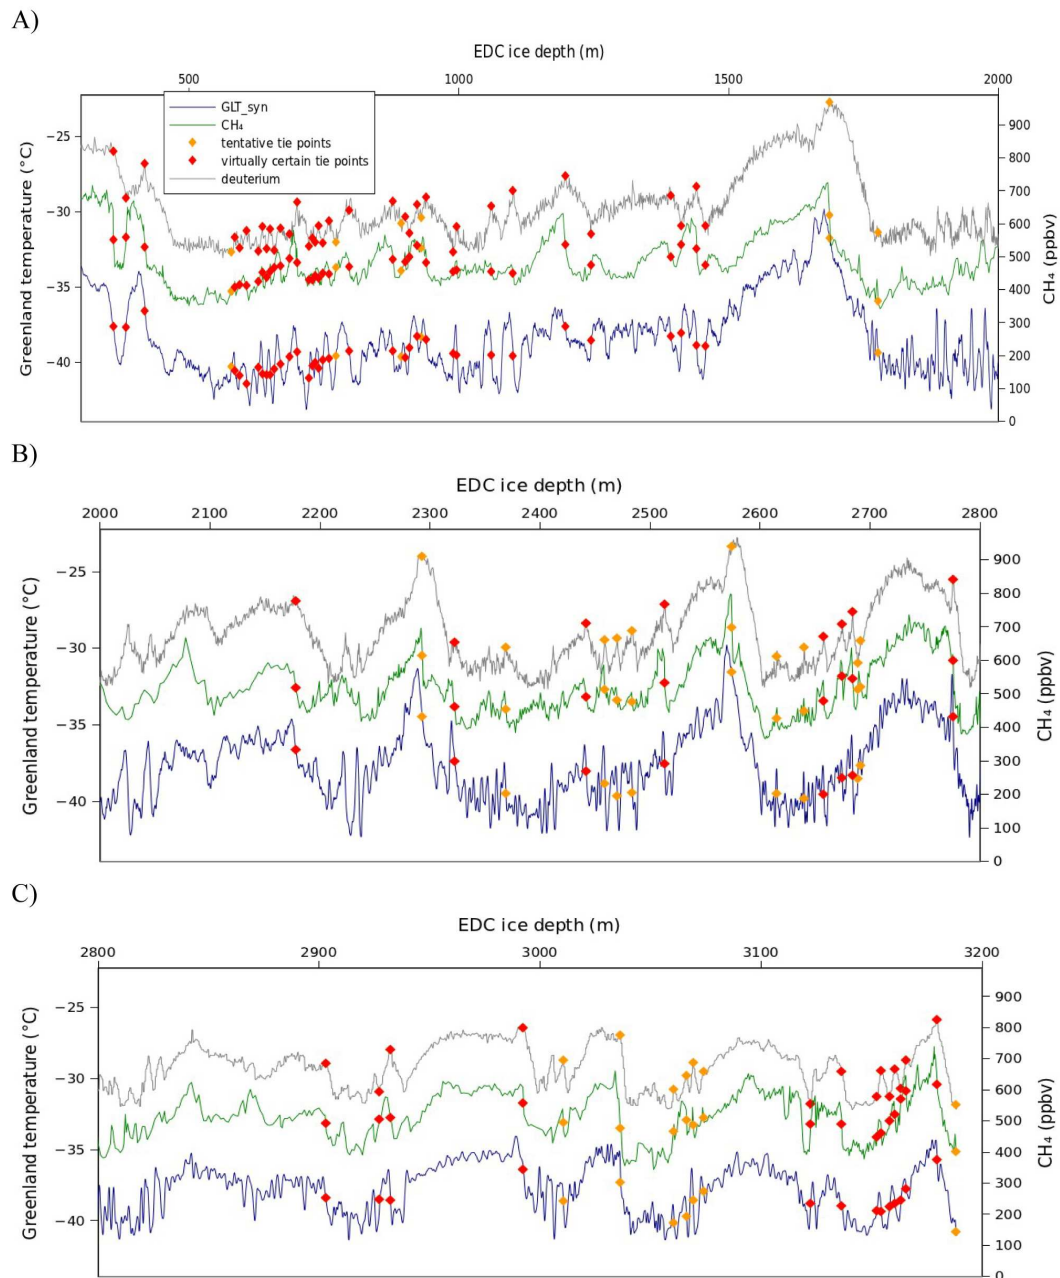 A)
EDC ice depth (m)
500 1000 1500 2000
GLT_syn
CH₄
tentative tie points
virtually certain tie points
deuterium
Greenland temperature (°C)
−25
−30
−35
−40
900
800
700
600
500
400
300
200
100
0
CH₄ (ppbv)
B)
EDC ice depth (m)
2000 2100 2200 2300 2400 2500 2600 2700 2800
Greenland temperature (°C)
−25
−30
−35
−40
900
800
700
600
500
400
300
200
100
0
CH₄ (ppbv)
C)
EDC ice depth (m)
2800 2900 3000 3100 3200
Greenland temperature (°C)
−25
−30
−35
−40
900
800
700
600
500
400
300
200
100
0
CH₄ (ppbv)